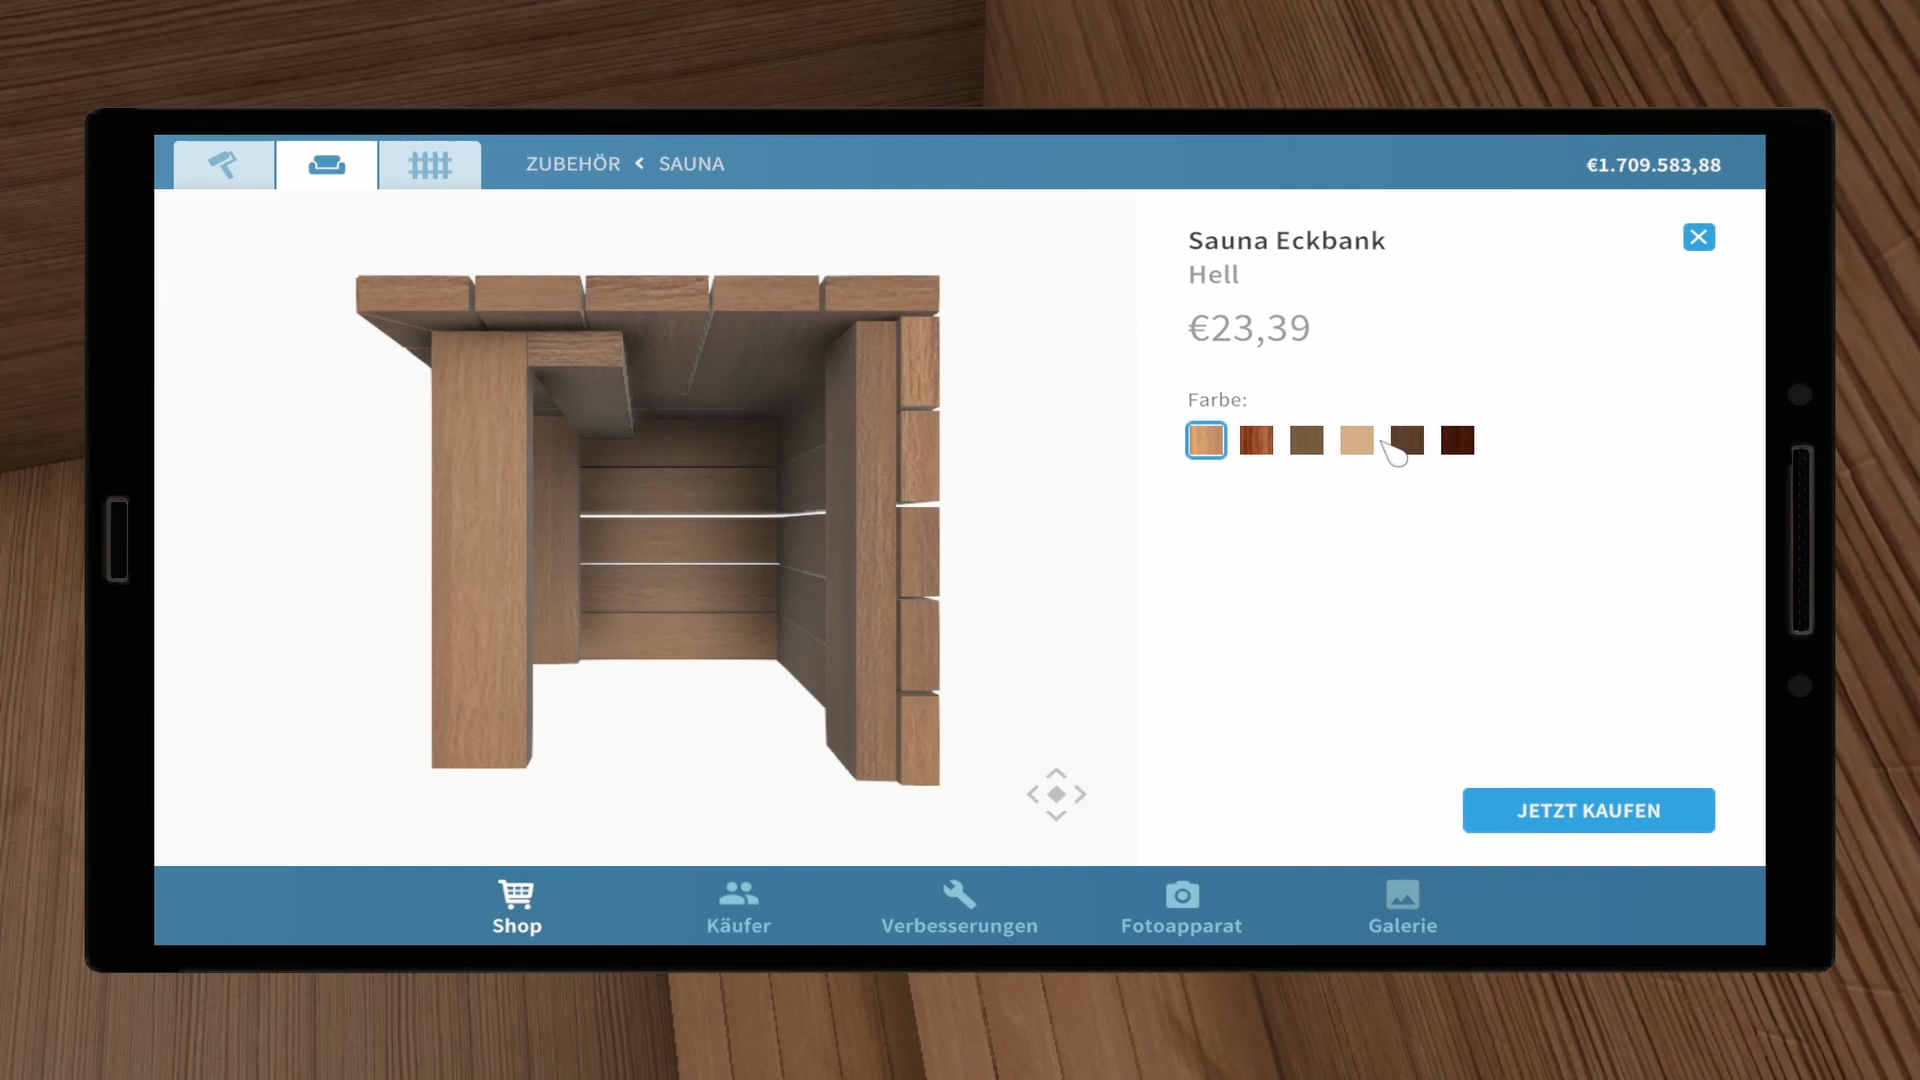 ZUBEHÖR < SAUNA
€1.709.583,88
Sauna Eckbank
Hell
€23,39
Farbe:
JETZT KAUFEN
Shop
Käufer
Verbesserungen
Fotoapparat
Galerie